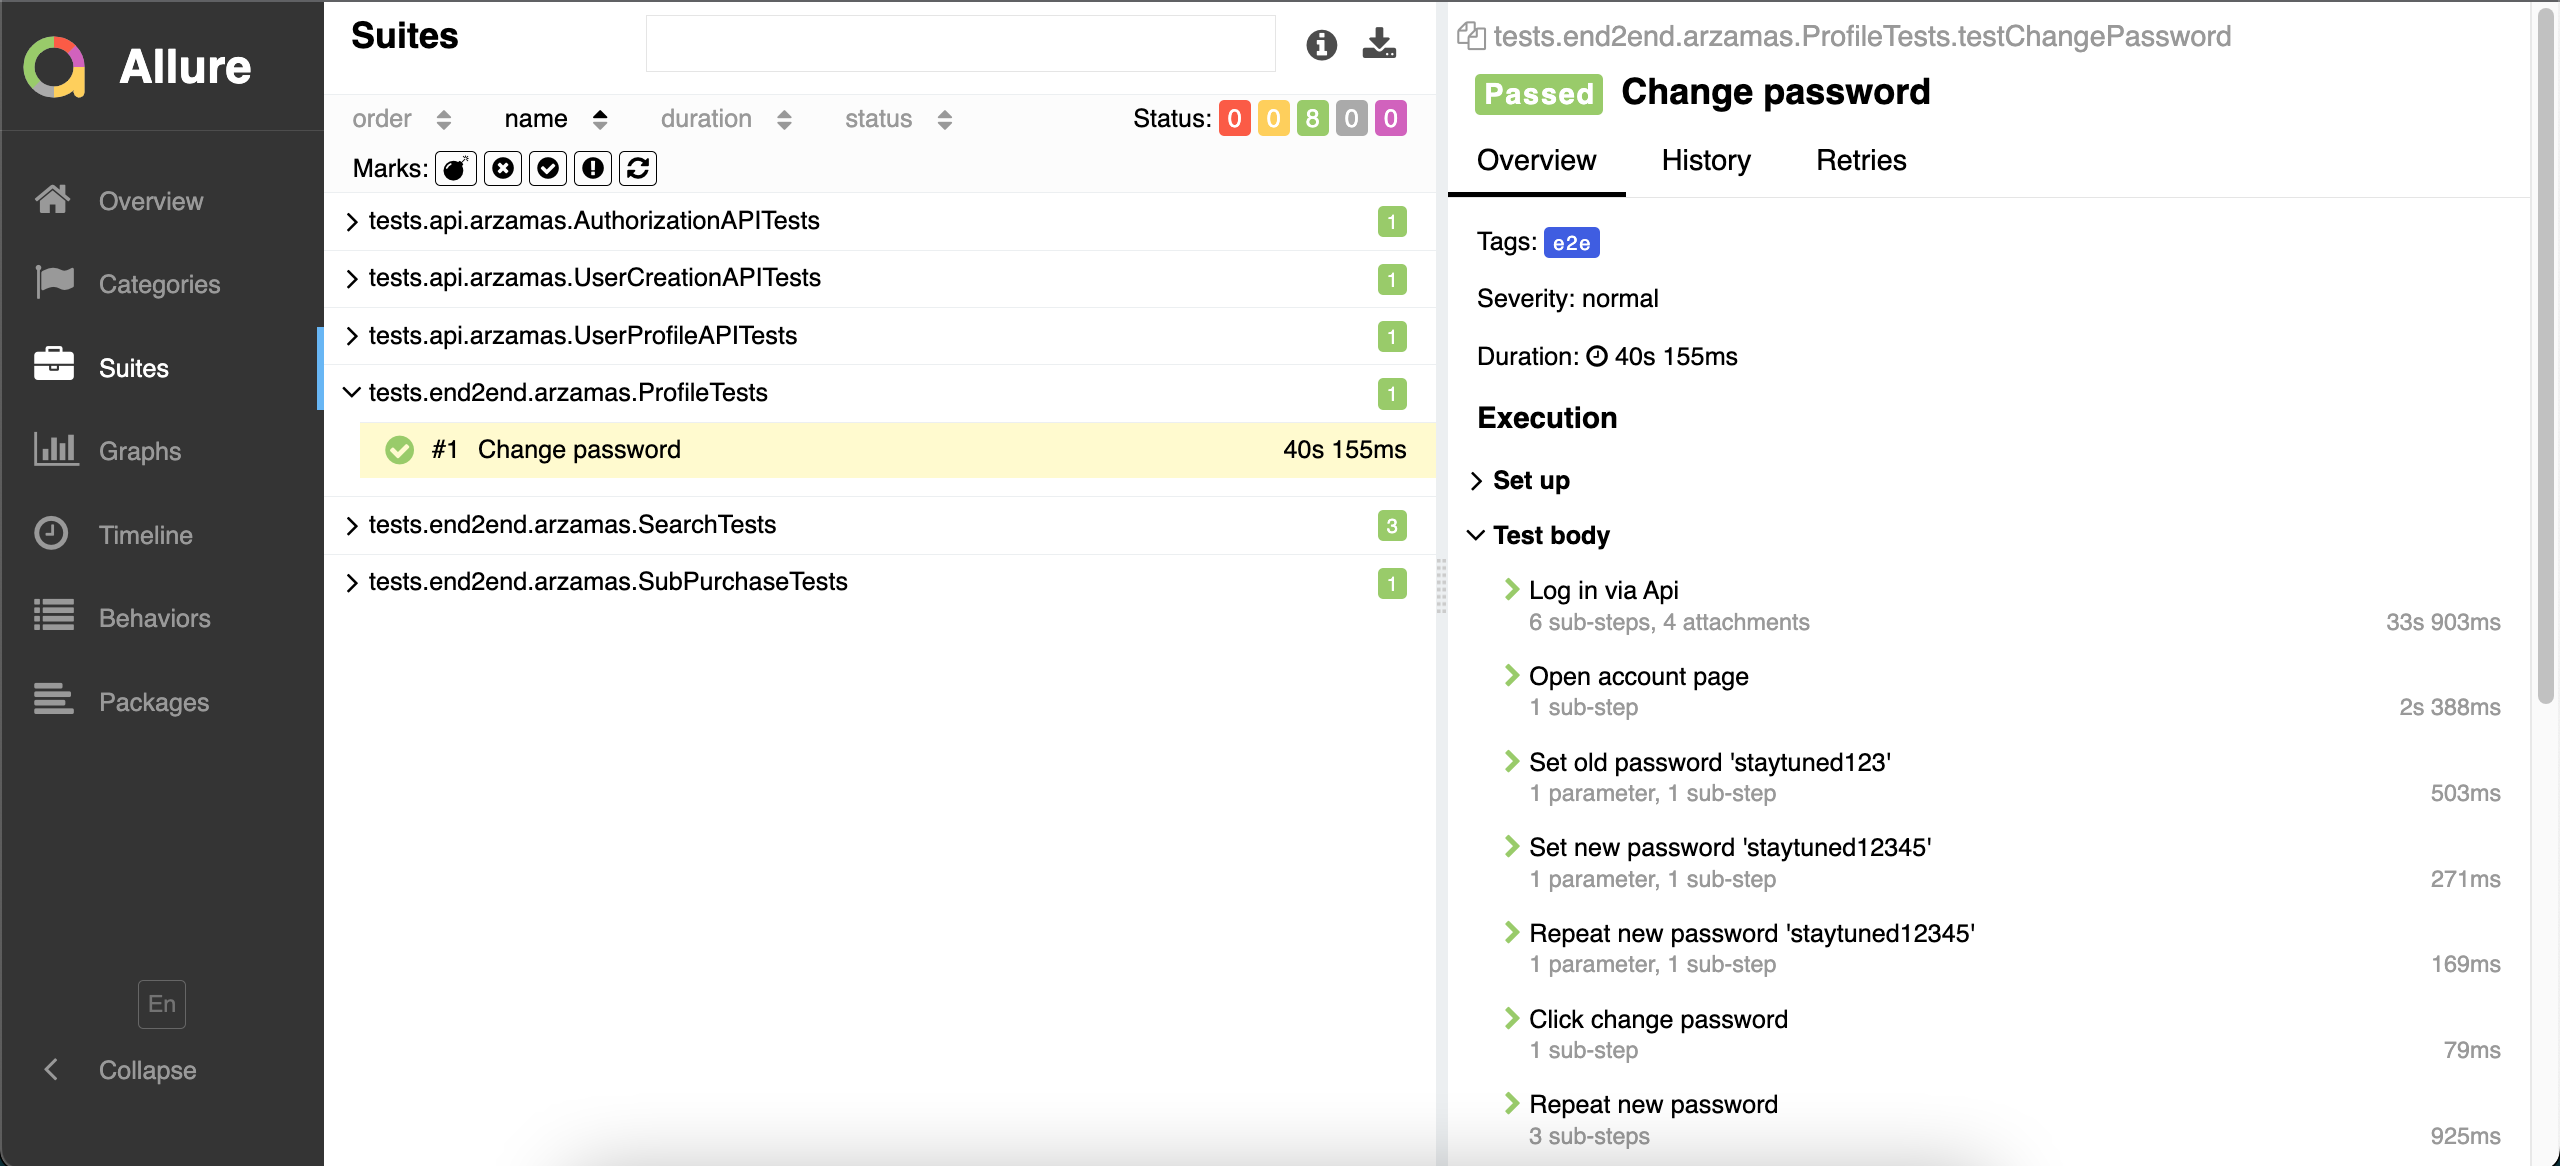 Allure
Overview
Categories
Suites
Graphs
Timeline
Behaviors
Packages
En
Collapse
Suites
order name duration status Status: 0 0 8 0 0
Marks:
tests.api.arzamas.AuthorizationAPITests 1
tests.api.arzamas.UserCreationAPITests 1
tests.api.arzamas.UserProfileAPITests 1
tests.end2end.arzamas.ProfileTests 1
#1 Change password 40s 155ms
tests.end2end.arzamas.SearchTests 3
tests.end2end.arzamas.SubPurchaseTests 1
tests.end2end.arzamas.ProfileTests.testChangePassword
Passed Change password
Overview History Retries
Tags: e2e
Severity: normal
Duration: 40s 155ms
Execution
Set up
Test body
Log in via Api
6 sub-steps, 4 attachments 33s 903ms
Open account page
1 sub-step 2s 388ms
Set old password 'staytuned123'
1 parameter, 1 sub-step 503ms
Set new password 'staytuned12345'
1 parameter, 1 sub-step 271ms
Repeat new password 'staytuned12345'
1 parameter, 1 sub-step 169ms
Click change password
1 sub-step 79ms
Repeat new password
3 sub-steps 925ms